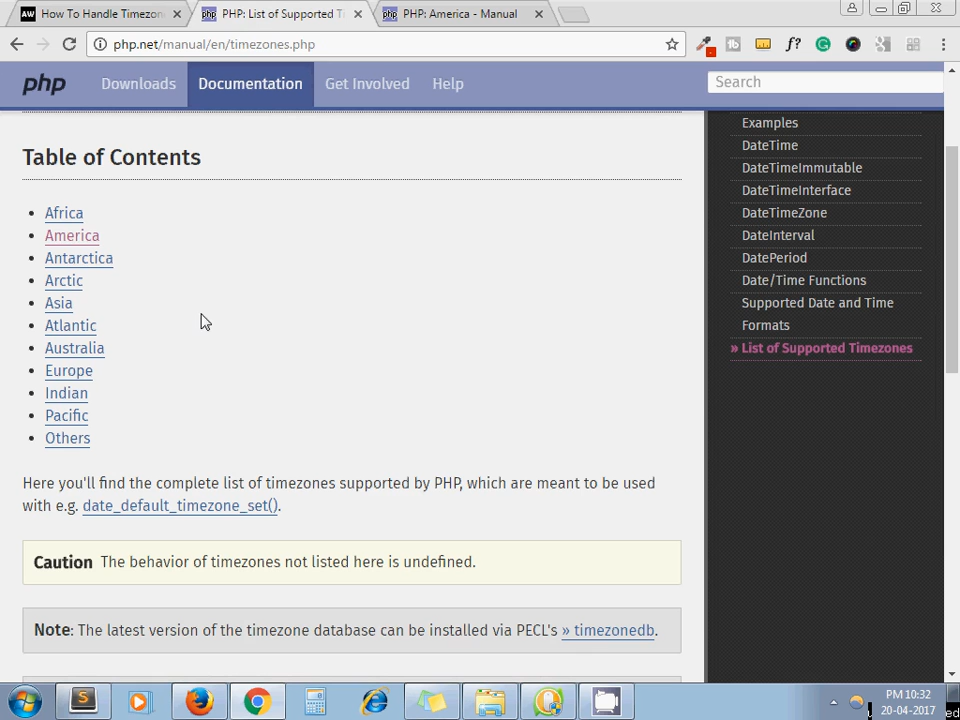 How To Handle Timezon
PHP: List of Supported T
PHP: America - Manual
php.net/manual/en/timezones.php
php
Downloads
Documentation
Get Involved
Help
Search
Table of Contents
Africa
America
Antarctica
Arctic
Asia
Atlantic
Australia
Europe
Indian
Pacific
Others
Here you'll find the complete list of timezones supported by PHP, which are meant to be used
with e.g. date_default_timezone_set().
Caution The behavior of timezones not listed here is undefined.
Note: The latest version of the timezone database can be installed via PECL's » timezonedb.
Examples
DateTime
DateTimeImmutable
DateTimeInterface
DateTimeZone
DateInterval
DatePeriod
Date/Time Functions
Supported Date and Time
Formats
» List of Supported Timezones
PM 10:32
20-04-2017